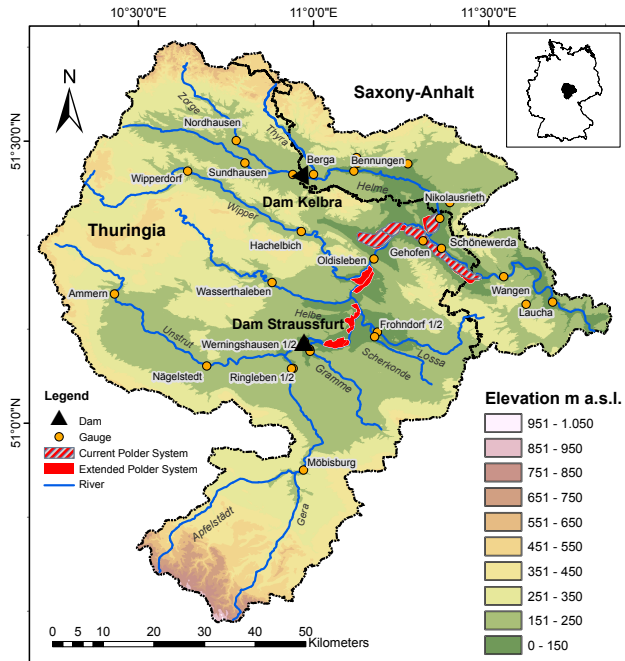 10°30'0"E
11°00'0"E
11°30'0"E
N
Saxony-Anhalt
51°30'0"N
Zorge
Thyra
Nordhausen
Berga
Bennungen
Sundhausen
Wipperdorf
Helme
Dam Kelbra
Nikolausrieth
Thuringia
Wipper
Hachelbich
Gehofen
Schönewerda
Oldisleben
Wangen
Ammern
Wasserthaleben
Laucha
Helbe
Dam Straussfurt
Frohndorf 1/2
Unstrut
Werningshausen 1/2
Lossa
Scherkonde
Nägelstedt
Ringleben 1/2
Gramme
51°0'0"N
Legend
Dam
Gauge
Current Polder System
Extended Polder System
River
Möbisburg
Apfelstädt
Gera
Elevation m a.s.l.
951 - 1.050
851 - 950
751 - 850
651 - 750
551 - 650
451 - 550
351 - 450
251 - 350
151 - 250
0 - 150
0 5 10 20 30 40 50
Kilometers